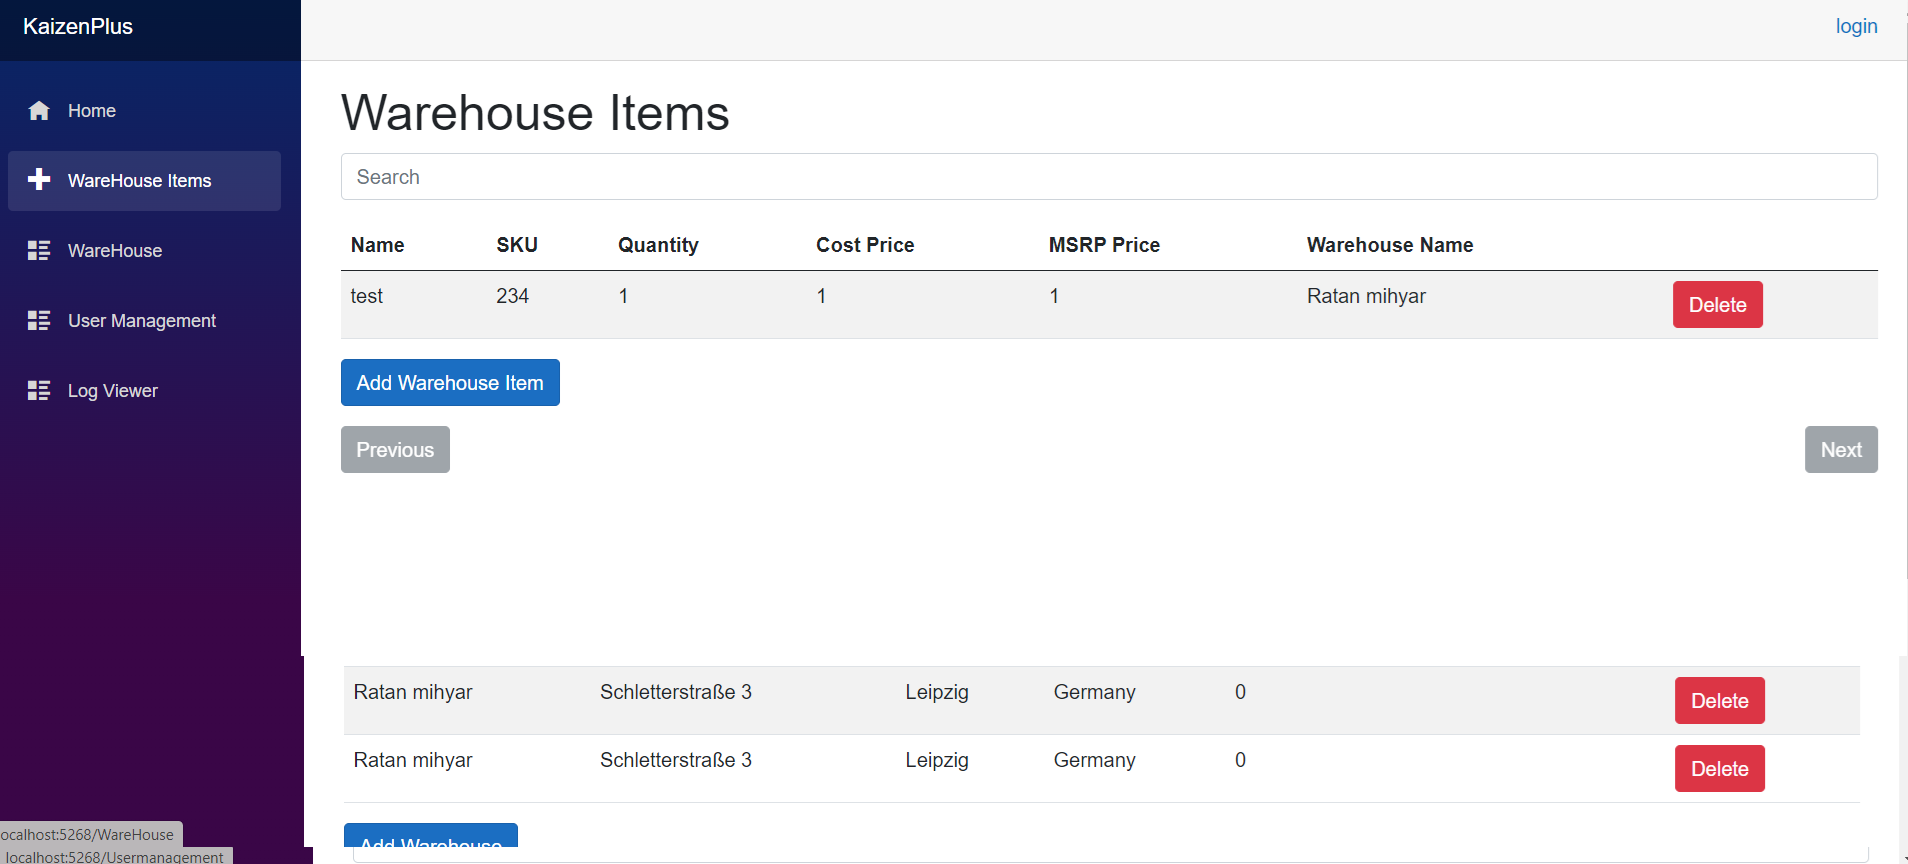 KaizenPlus
login
Home
WareHouse Items
WareHouse
User Management
Log Viewer
Warehouse Items
Search
Name SKU Quantity Cost Price MSRP Price Warehouse Name
test 234 1 1 1 Ratan mihyar Delete
Add Warehouse Item
Previous Next
Ratan mihyar Schletterstraße 3 Leipzig Germany 0 Delete
Ratan mihyar Schletterstraße 3 Leipzig Germany 0 Delete
Add Warehouse
ocalhost:5268/WareHouse
localhost:5268/Usermanagement